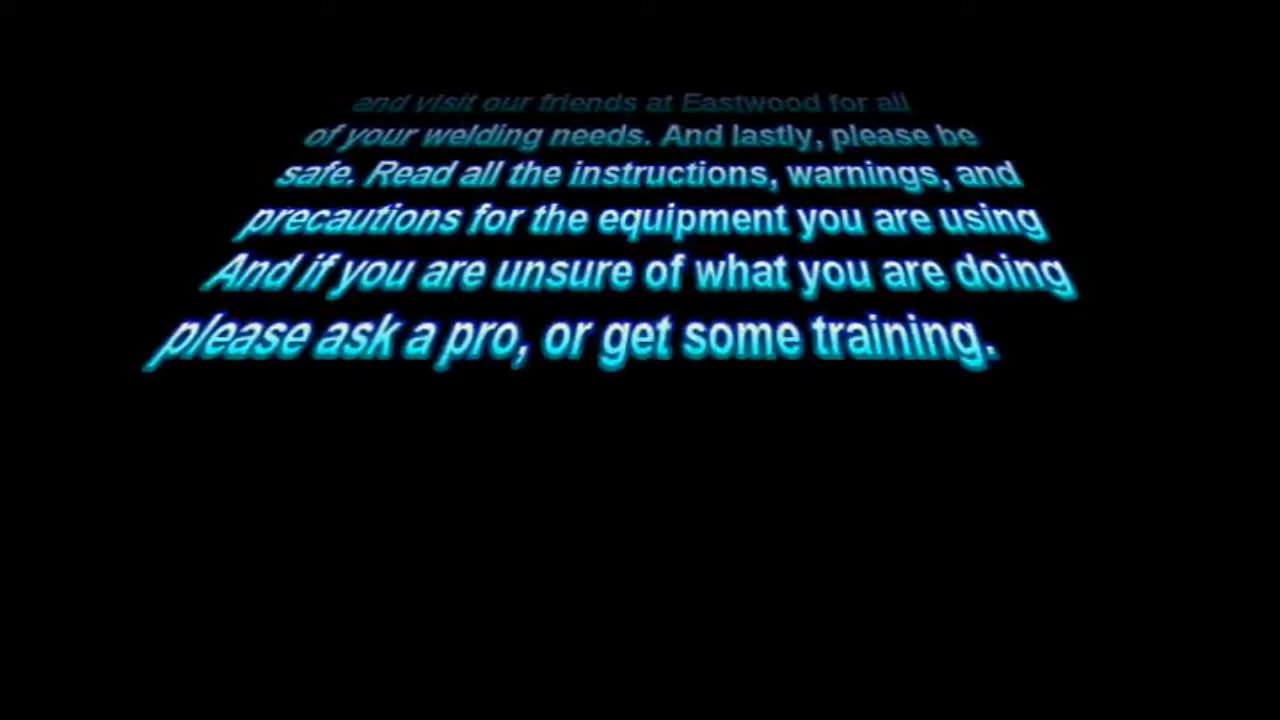 and visit our friends at Eastwood for all
of your welding needs. And lastly, please be
safe. Read all the instructions, warnings, and
precautions for the equipment you are using
And if you are unsure of what you are doing
please ask a pro, or get some training.